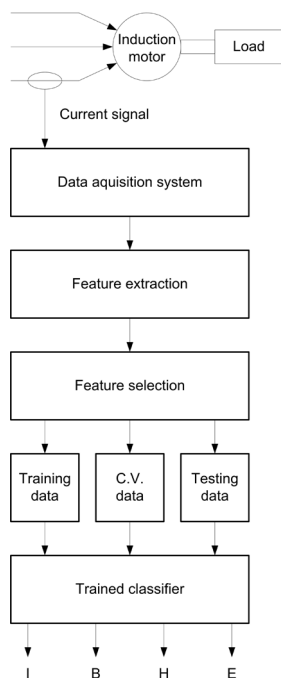 Induction
motor
Load
Current signal
Data aquisition system
Feature extraction
Feature selection
Training
data
C.V.
data
Testing
data
Trained classifier
I B H E